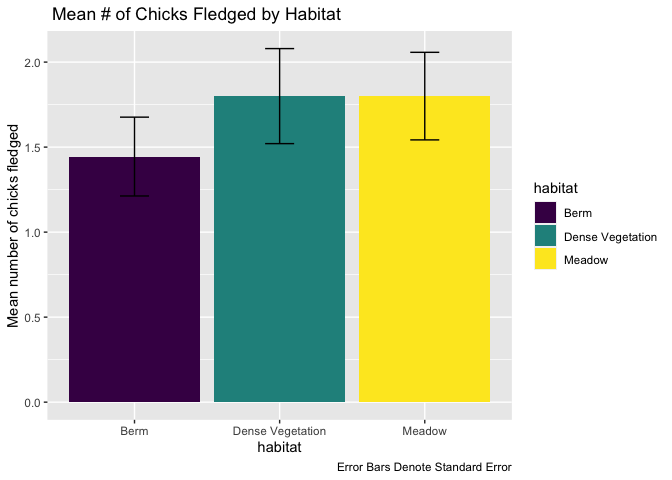 Mean # of Chicks Fledged by Habitat
Mean number of chicks fledged
2.0
1.5
1.0
0.5
0.0
Berm
Dense Vegetation
Meadow
habitat
Error Bars Denote Standard Error
habitat
Berm
Dense Vegetation
Meadow